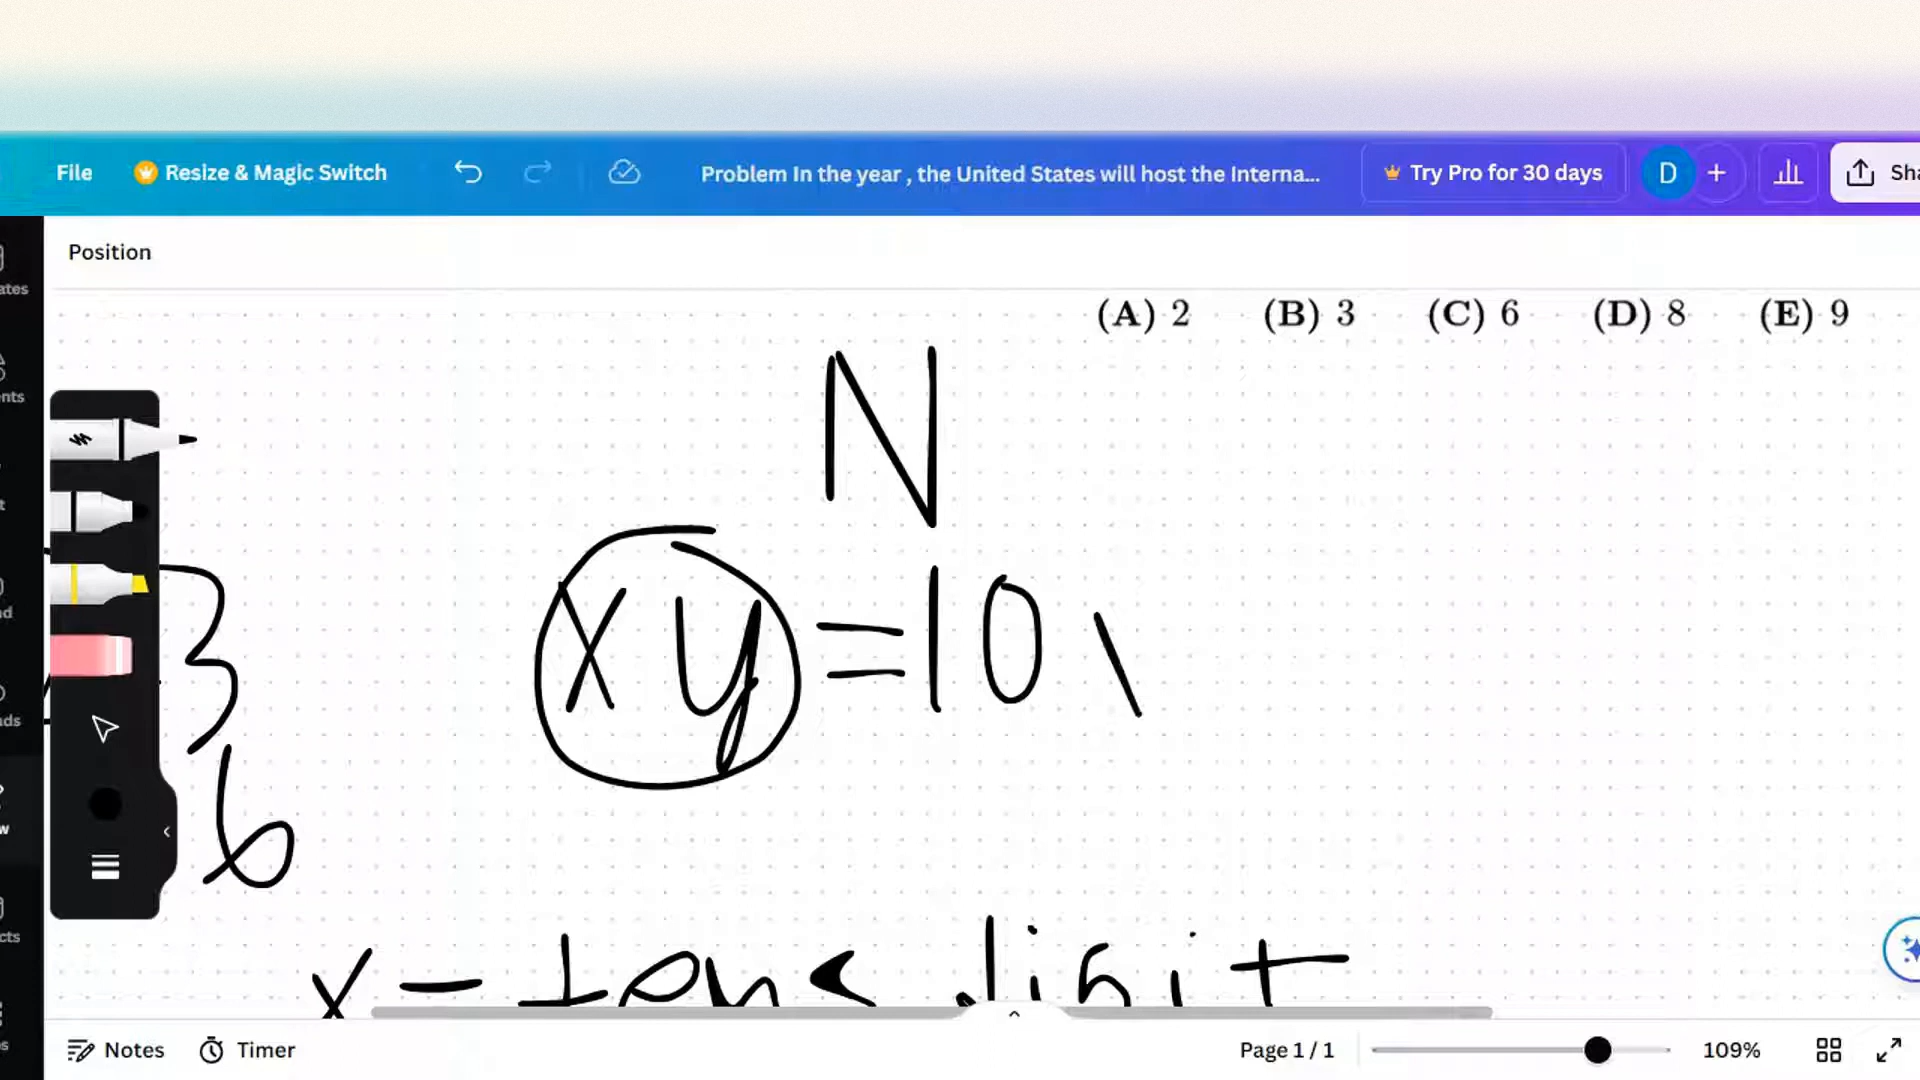 File Resize & Magic Switch Problem In the year , the United States will host the Interna... Try Pro for 30 days D + Sha
Position
ates
(A) 2 (B) 3 (C) 6 (D) 8 (E) 9
N
ents
xy = 10
6
x - tens digit
Notes Timer Page 1 / 1 109%